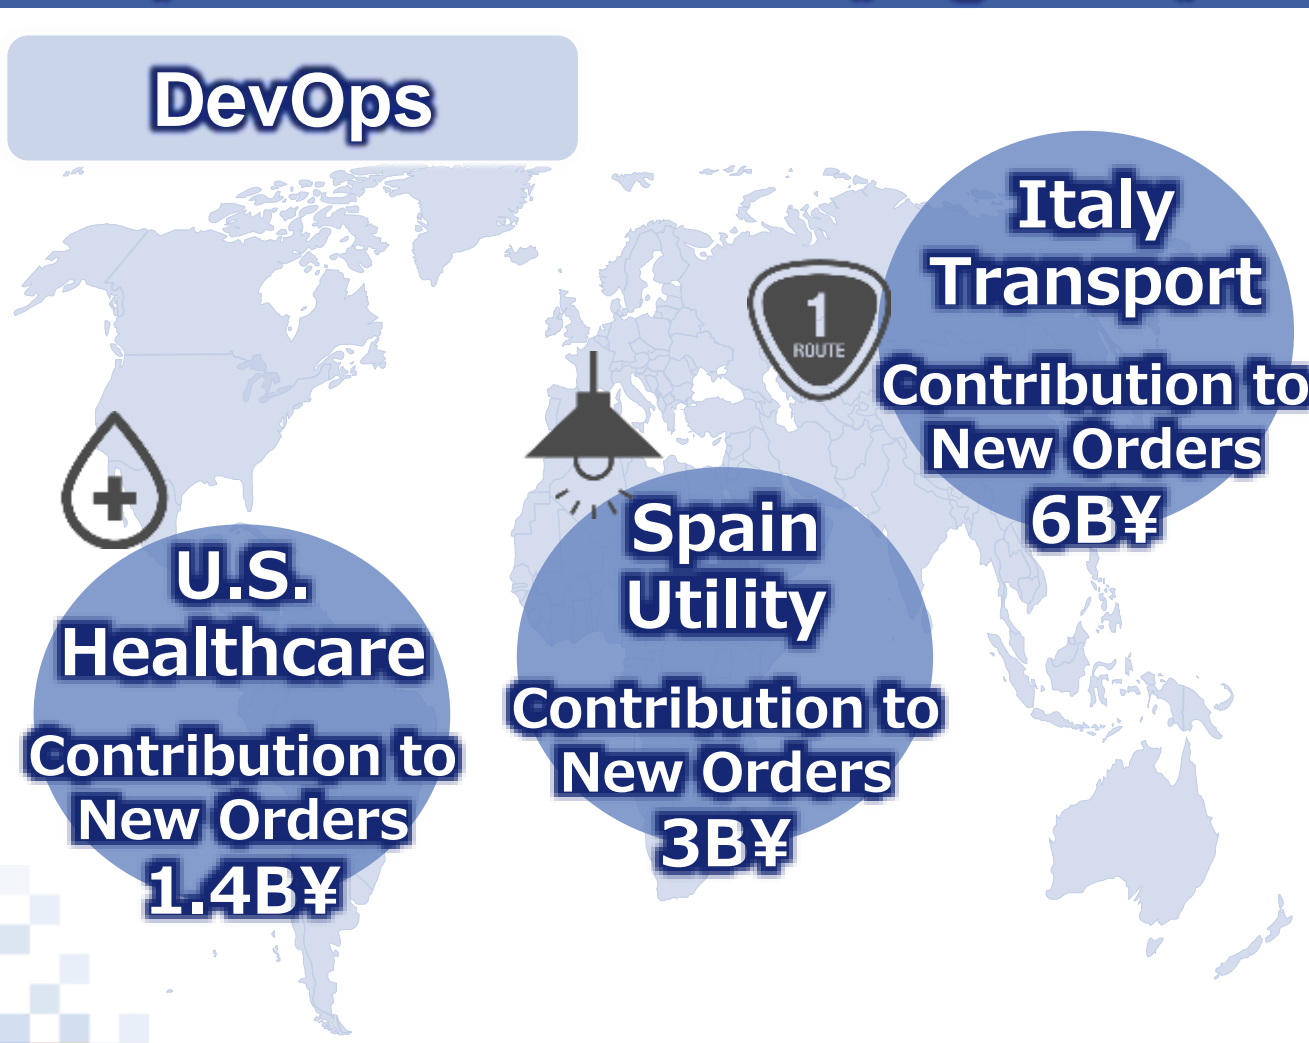 DevOps
Italy
Transport
Contribution to
New Orders
6B¥
1
ROUTE
Spain
Utility
Contribution to
New Orders
3B¥
U.S.
Healthcare
Contribution to
New Orders
1.4B¥